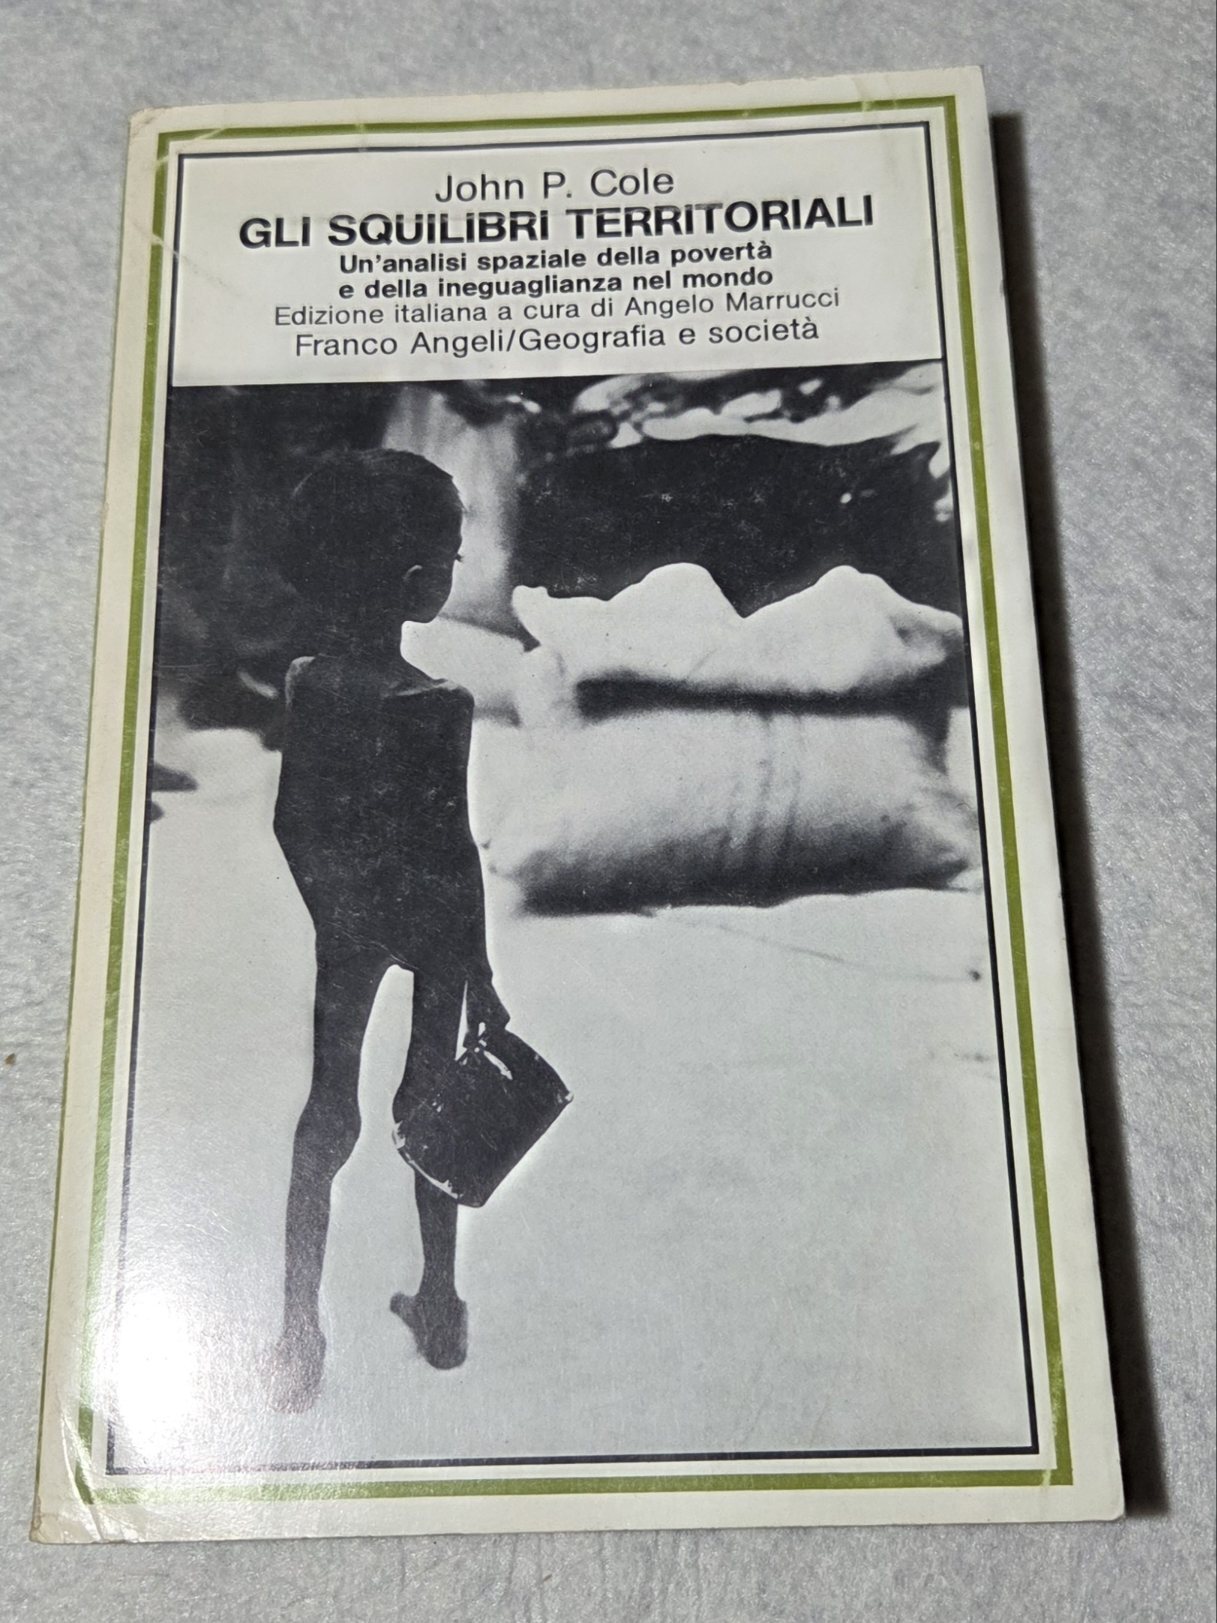 John P. Cole
GLI SQUILIBRI TERRITORIALI
Un'analisi spaziale della povertà
e della ineguaglianza nel mondo
Edizione italiana a cura di Angelo Marrucci
Franco Angeli/Geografia e società